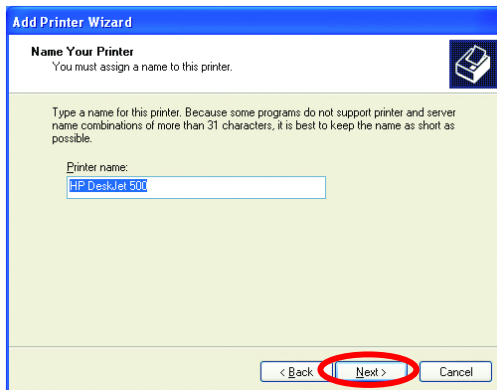 Add Printer Wizard
Name Your Printer
You must assign a name to this printer.
Type a name for this printer. Because some programs do not support printer and server
name combinations of more than 31 characters, it is best to keep the name as short as
possible.
Printer name:
HP DeskJet 500
< Back
Next >
Cancel